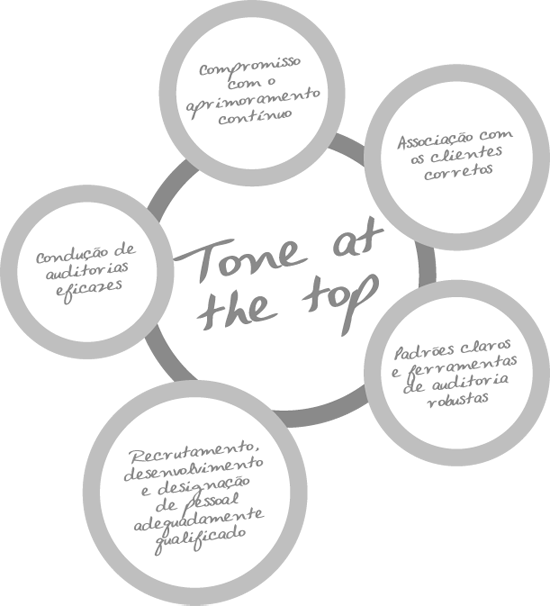 Compromisso
com o
aprimoramento
contínuo
Associação com
os clientes
corretos
Condução de
auditorias
eficazes
Tone at
the top
Padrões claros
e ferramentas
de auditoria
robustas
Recrutamento,
desenvolvimento
e designação
de pessoal
adequadamente
qualificado